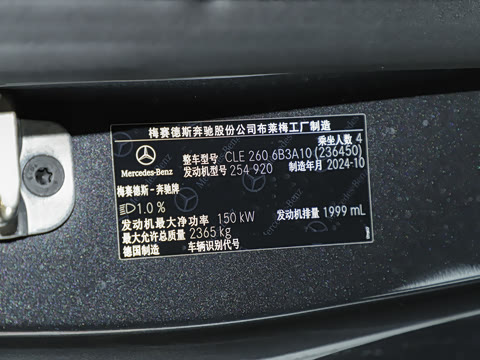 梅赛德斯奔驰股份公司布莱梅工厂制造
乘坐人数 4
整车型号 CLE 260 6B3A10 (236450)
Mercedes-Benz 发动机型号 254 920 制造年月 2024-10
梅赛德斯-奔驰牌
1.0 %
发动机最大净功率 150 kW 发动机排量 1999 mL
最大允许总质量 2365 kg
德国制造 车辆识别代号